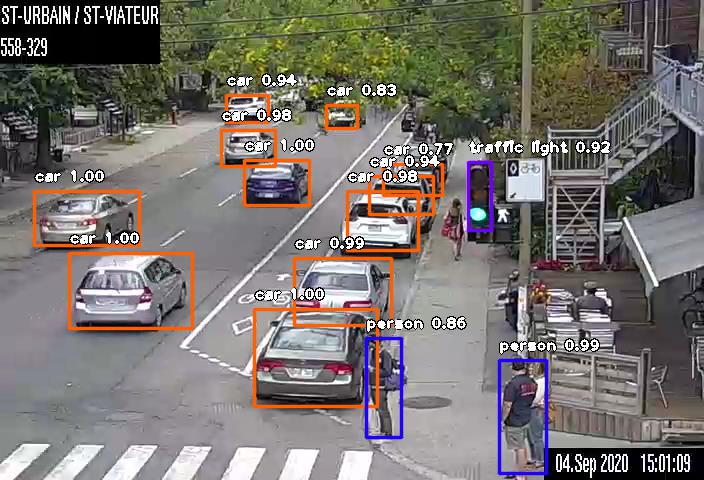 ST-URBAIN / ST-VIATEUR
558-329
car 0.94
car 0.83
car 0.98
car 1.00
car 0.77
traffic light 0.92
car 0.94
car 1.00
car 0.98
car 1.00
car 0.99
car 1.00
person 0.86
person 0.99
04.Sep 2020 15:01:09